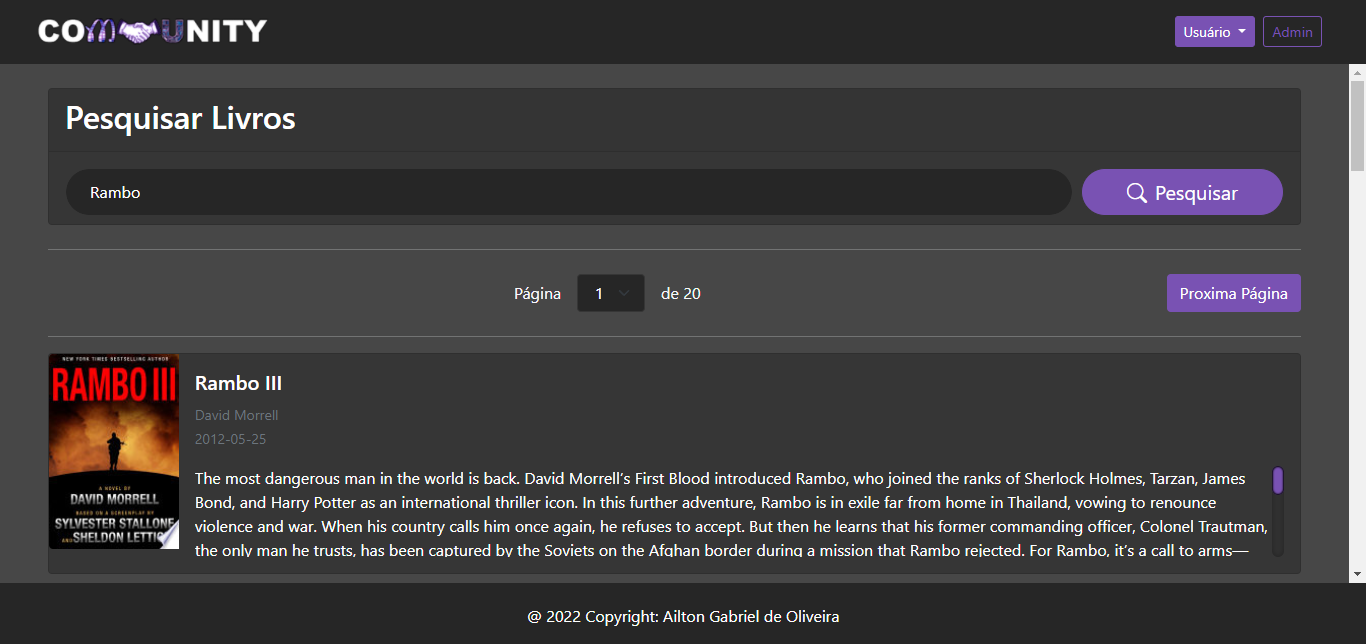 COMMUNITY
Usuário
Admin
Pesquisar Livros
Rambo
Pesquisar
Página 1 de 20
Proxima Página
NEW YORK TIMES BESTSELLING AUTHOR
RAMBO III
A NOVEL BY
DAVID MORRELL
BASED ON A SCREENPLAY BY
SYLVESTER STALLONE
AND SHELDON LETTIC
Rambo III
David Morrell
2012-05-25
The most dangerous man in the world is back. David Morrell’s First Blood introduced Rambo, who joined the ranks of Sherlock Holmes, Tarzan, James
Bond, and Harry Potter as an international thriller icon. In this further adventure, Rambo is in exile far from home in Thailand, vowing to renounce
violence and war. When his country calls him once again, he refuses to accept. But then he learns that his former commanding officer, Colonel Trautman,
the only man he trusts, has been captured by the Soviets on the Afghan border during a mission that Rambo rejected. For Rambo, it’s a call to arms—
@ 2022 Copyright: Ailton Gabriel de Oliveira